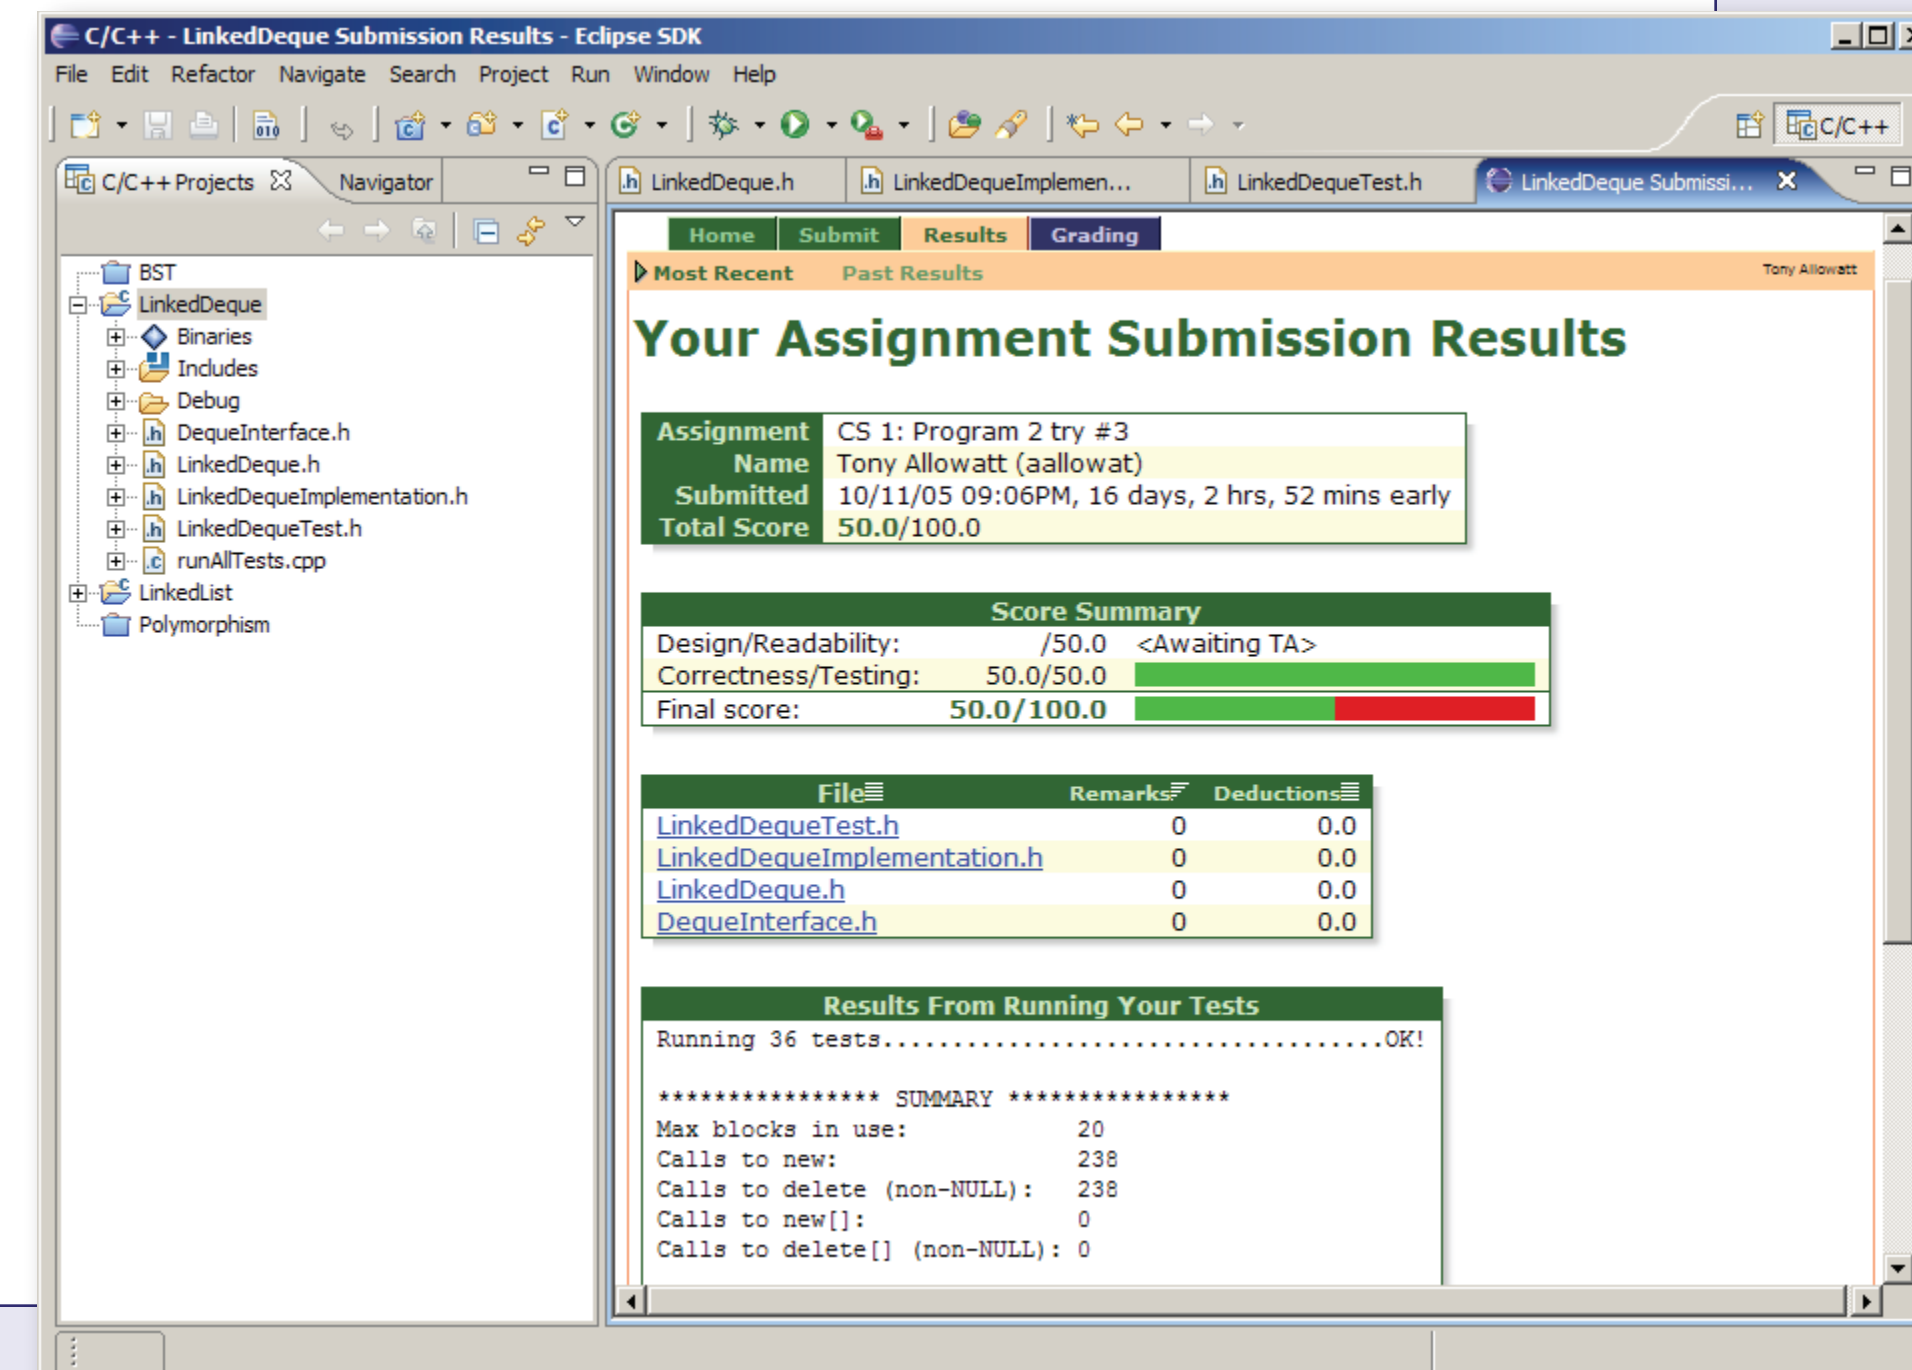 C/C++ - LinkedDeque Submission Results - Eclipse SDK
File Edit Refactor Navigate Search Project Run Window Help
C/C++
C/C++ Projects Navigator
LinkedDeque.h LinkedDequeImplemen... LinkedDequeTest.h LinkedDeque Submissi...
BST
LinkedDeque
Binaries
Includes
Debug
DequeInterface.h
LinkedDeque.h
LinkedDequeImplementation.h
LinkedDequeTest.h
runAllTests.cpp
LinkedList
Polymorphism
Home Submit Results Grading
Most Recent Past Results Tony Allowatt
Your Assignment Submission Results
Assignment CS 1: Program 2 try #3
Name Tony Allowatt (aallowat)
Submitted 10/11/05 09:06PM, 16 days, 2 hrs, 52 mins early
Total Score 50.0/100.0
Score Summary
Design/Readability: /50.0 <Awaiting TA>
Correctness/Testing: 50.0/50.0
Final score: 50.0/100.0
File Remarks Deductions
LinkedDequeTest.h 0 0.0
LinkedDequeImplementation.h 0 0.0
LinkedDeque.h 0 0.0
DequeInterface.h 0 0.0
Results From Running Your Tests
Running 36 tests....................................OK!
**************** SUMMARY ****************
Max blocks in use: 20
Calls to new: 238
Calls to delete (non-NULL): 238
Calls to new[]: 0
Calls to delete[] (non-NULL): 0